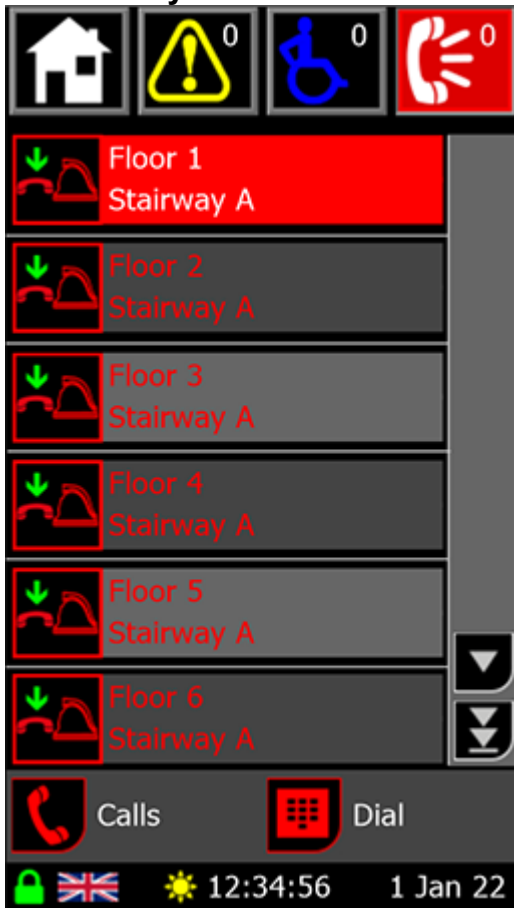 0
0
0
Floor 1
Stairway A
Floor 2
Stairway A
Floor 3
Stairway A
Floor 4
Stairway A
Floor 5
Stairway A
Floor 6
Stairway A
Calls
Dial
12:34:56
1 Jan 22